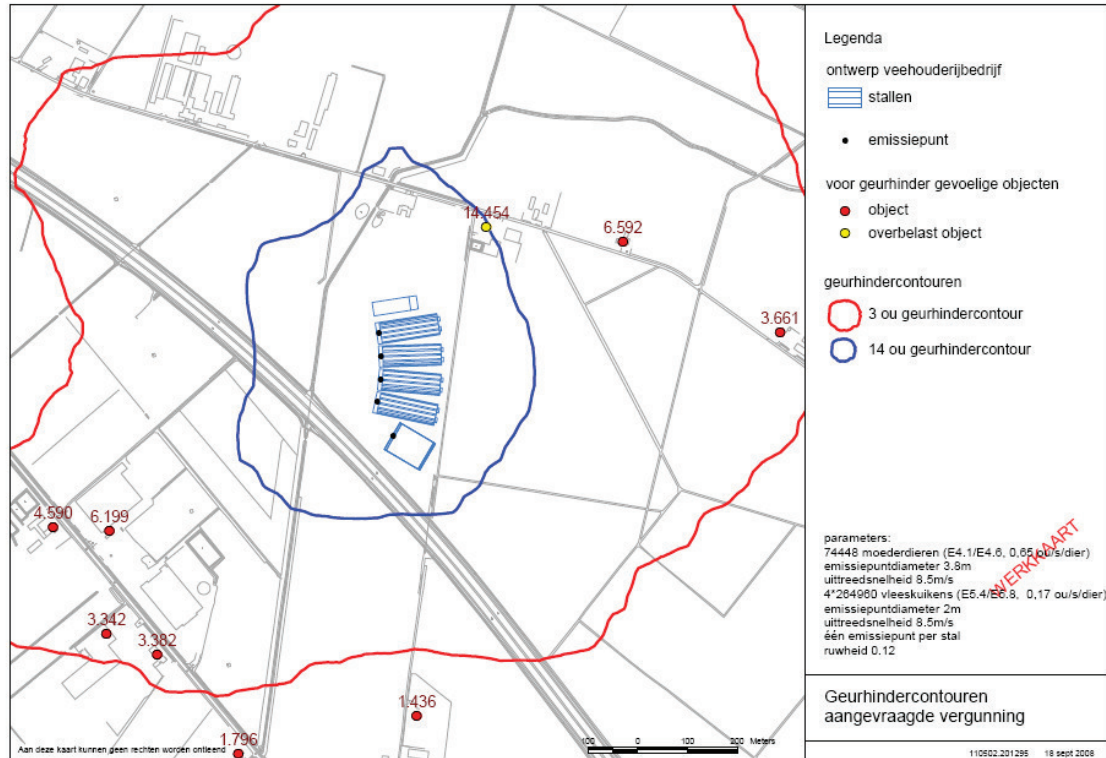 14.454
6.592
3.661
4.590
6.199
3.342
3.382
1.436
1.796
Aan deze kaart kunnen geen rechten worden ontleend
100 0 100 200 Meters
Legenda
ontwerp veehouderijbedrijf
stallen
emissiepunt
voor geurhinder gevoelige objecten
object
overbelast object
geurhindercontouren
3 ou geurhindercontour
14 ou geurhindercontour
WERKKAART
parameters:
74448 moederdieren (E4.1/E4.6, 0,65 ou/s/dier)
emissiepuntdiameter 3.8m
uittreedsnelheid 8.5m/s
4*264960 vleeskuikens (E5.4/E6.8, 0,17 ou/s/dier)
emissiepuntdiameter 2m
uittreedsnelheid 8.5m/s
één emissiepunt per stal
ruwheid 0.12
Geurhindercontouren
aangevraagde vergunning
110502.201295 18 sept 2008